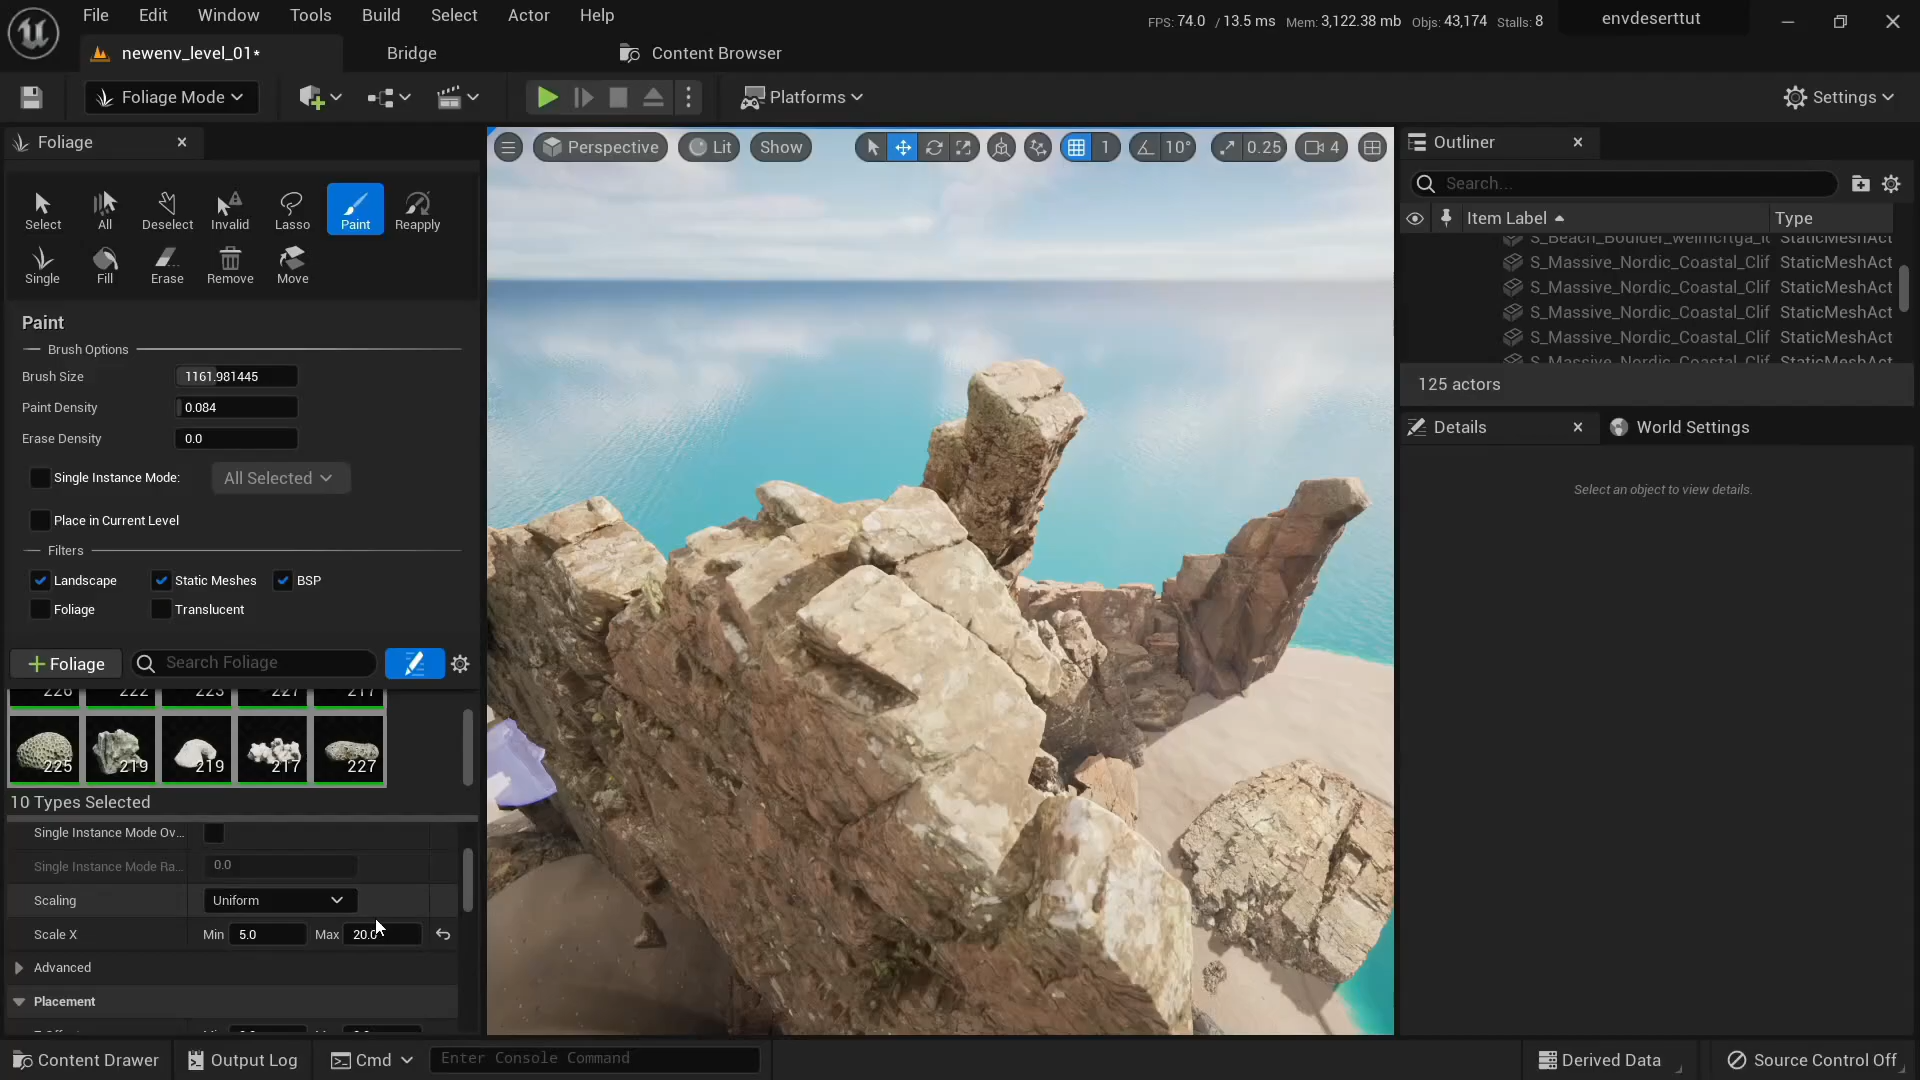 File Edit Window Tools Build Select Actor Help
FPS: 74.0 / 13.5 ms Mem: 3,122.38 mb Objs: 43,174 Stalls: 8
envdeserttut
newenv_level_01*
Bridge
Content Browser
Foliage Mode
Platforms
Settings
Foliage
Select All Deselect Invalid Lasso Paint Reapply
Single Fill Erase Remove Move
Paint
Brush Options
Brush Size 1161.981445
Paint Density 0.084
Erase Density 0.0
Single Instance Mode: All Selected
Place in Current Level
Filters
Landscape Static Meshes BSP
Foliage Translucent
+ Foliage Search Foliage
226 222 223 227 217
225 219 219 217 227
10 Types Selected
Single Instance Mode Ov...
Single Instance Mode Ra... 0.0
Scaling Uniform
Scale X Min 5.0 Max 20.0
Advanced
Placement
Perspective Lit Show
1 10° 0.25 4
Outliner
Search...
Item Label Type
StaticMeshAct
S_Massive_Nordic_Coastal_Clif StaticMeshAct
S_Massive_Nordic_Coastal_Clif StaticMeshAct
S_Massive_Nordic_Coastal_Clif StaticMeshAct
S_Massive_Nordic_Coastal_Clif StaticMeshAct
S_Massive_Nordic_Coastal_Clif StaticMeshAct
125 actors
Details
World Settings
Select an object to view details.
Content Drawer Output Log Cmd Enter Console Command
Derived Data Source Control Off